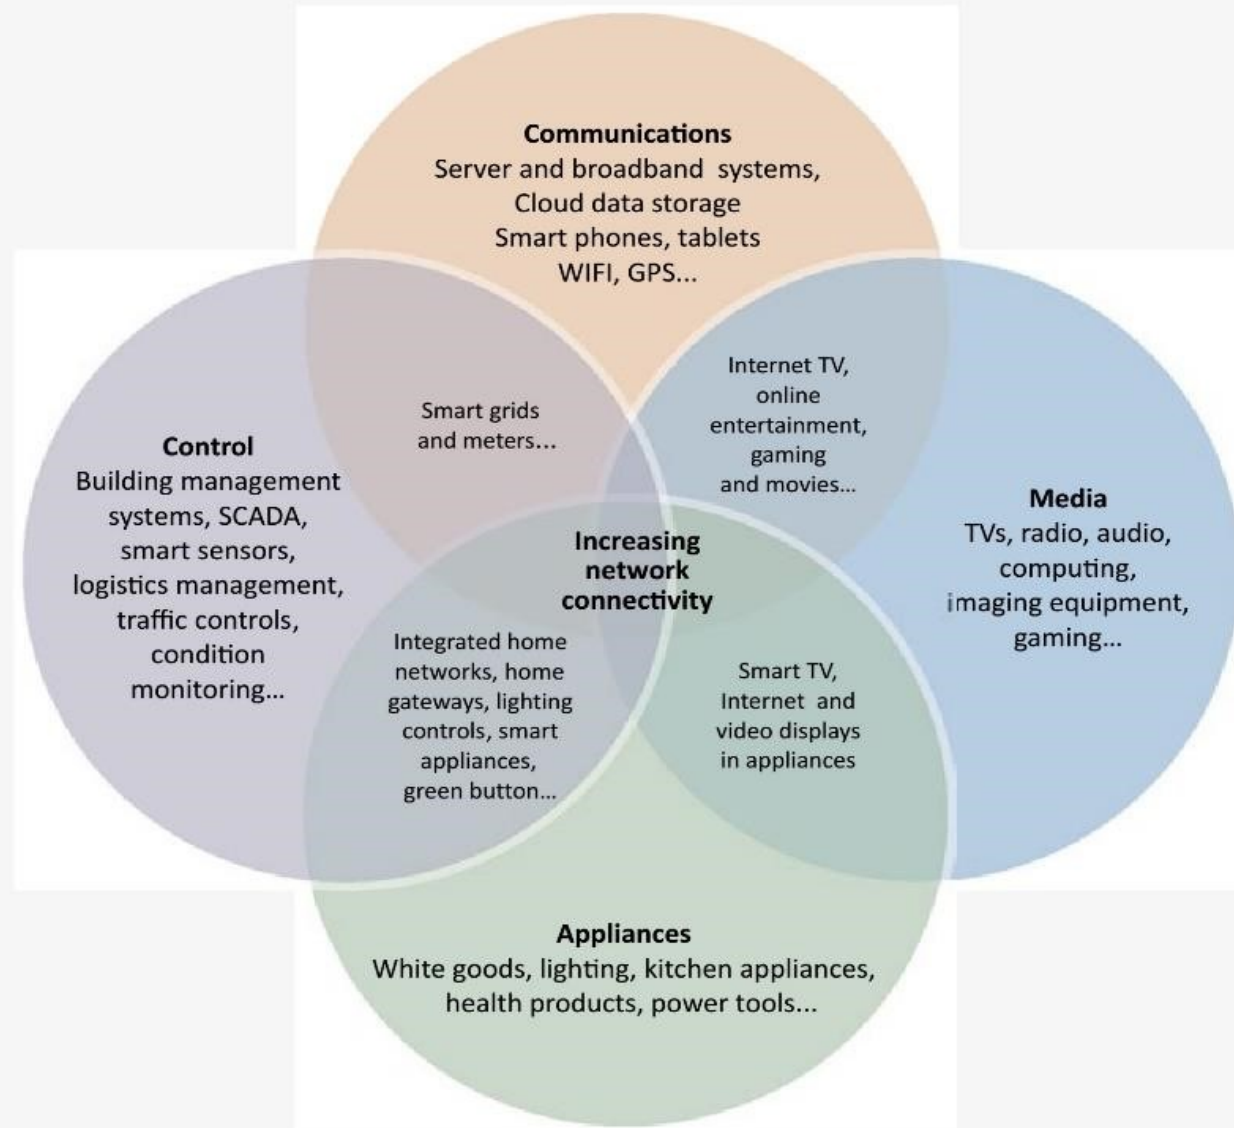 Communications
Server and broadband systems,
Cloud data storage
Smart phones, tablets
WIFI, GPS...
Internet TV,
online
entertainment,
gaming
and movies...
Smart grids
and meters...
Control
Building management
systems, SCADA,
smart sensors,
logistics management,
traffic controls,
condition
monitoring...
Media
TVs, radio, audio,
computing,
imaging equipment,
gaming...
Increasing
network
connectivity
Integrated home
networks, home
gateways, lighting
controls, smart
appliances,
green button...
Smart TV,
Internet and
video displays
in appliances
Appliances
White goods, lighting, kitchen appliances,
health products, power tools...